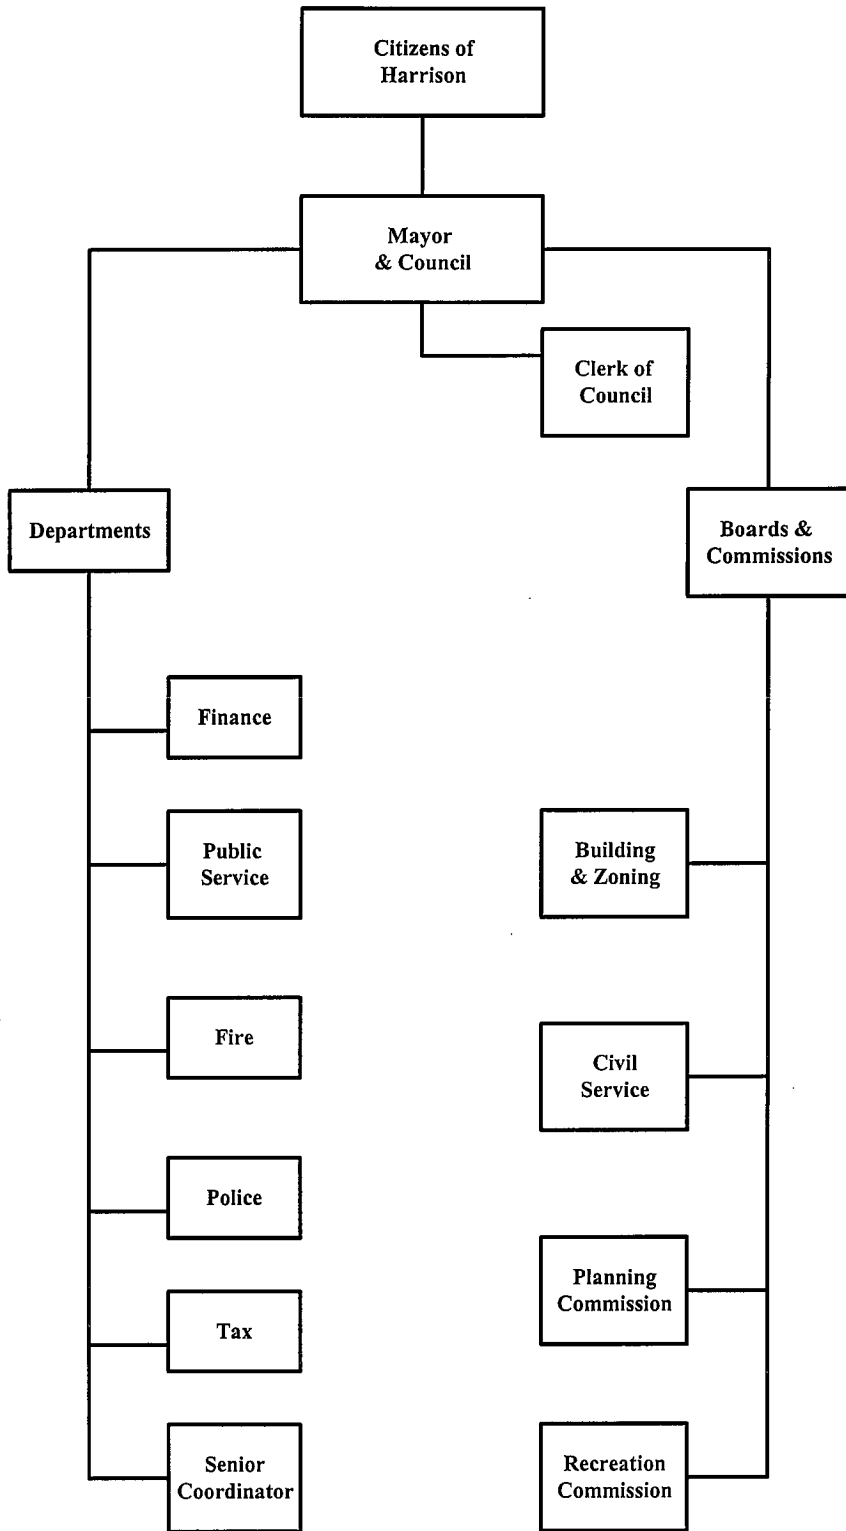 Citizens of
Harrison
Mayor
& Council
Clerk of
Council
Departments
Boards &
Commissions
Finance
Public
Service
Building
& Zoning
Fire
Civil
Service
Police
Planning
Commission
Tax
Senior
Coordinator
Recreation
Commission